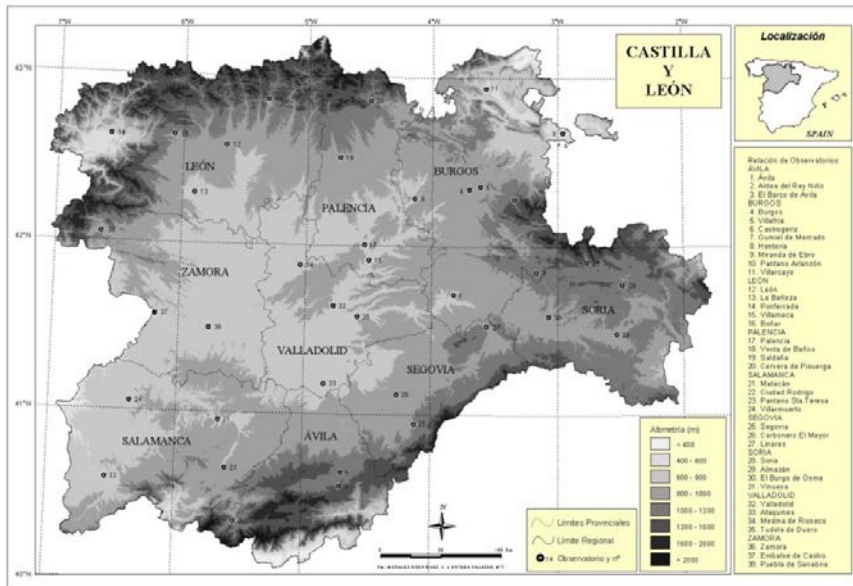 7°W 6°W 5°W 4°W 3°W 2°W
43°N
42°N
41°N
40°N
CASTILLA
Y
LEÓN
Localización
SPAIN
LEÓN
BURGOS
PALENCIA
ZAMORA
SORIA
VALLADOLID
SEGOVIA
SALAMANCA
ÁVILA
Relación de Observatorios
ÁVILA
1. Ávila
2. Aldea del Rey Niño
3. El Barco de Ávila
BURGOS
4. Burgos
5. Villafría
6. Castrogeriz
7. Gumiel de Mercado
8. Hontoria
9. Miranda de Ebro
10. Pantano Arlanzón
11. Villarcayo
LEÓN
12. León
13. La Bañeza
14. Ponferrada
15. Villameca
16. Boñar
PALENCIA
17. Palencia
18. Venta de Baños
19. Saldaña
20. Cervera de Pisuerga
SALAMANCA
21. Matacán
22. Ciudad Rodrigo
23. Pantano Sta. Teresa
24. Villarmuerto
SEGOVIA
25. Segovia
26. Carbonero El Mayor
27. Linares
SORIA
28. Soria
29. Almazán
30. El Burgo de Osma
31. Vinuesa
VALLADOLID
32. Valladolid
33. Ataquines
34. Medina de Rioseco
35. Tudela de Duero
ZAMORA
36. Zamora
37. Embalse de Castro
38. Puebla de Sanabria
Altimetría (m)
< 400
400 - 600
600 - 800
800 - 1000
1000 - 1200
1200 - 1600
1600 - 2000
> 2000
Límites Provinciales
Límite Regional
14 Observatorio y nº
N